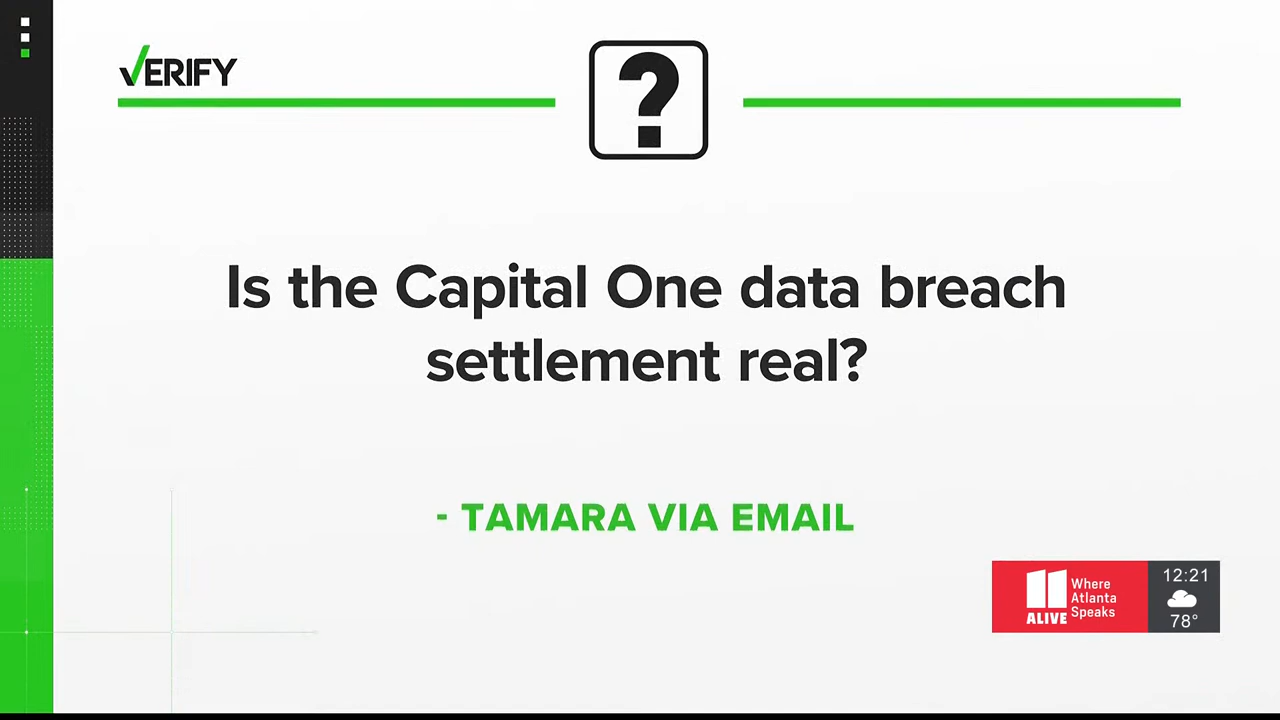 VERIFY
?
Is the Capital One data breach
settlement real?
- TAMARA VIA EMAIL
11
ALIVE
Where
Atlanta
Speaks
12:21
78°